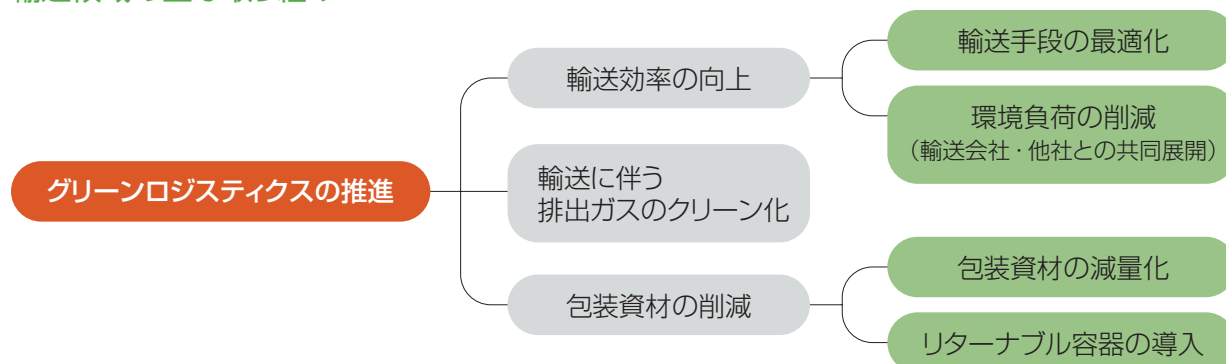 グリーンロジスティクスの推進
輸送効率の向上
輸送手段の最適化
環境負荷の削減
（輸送会社・他社との共同展開）
輸送に伴う
排出ガスのクリーン化
包装資材の削減
包装資材の減量化
リターナブル容器の導入